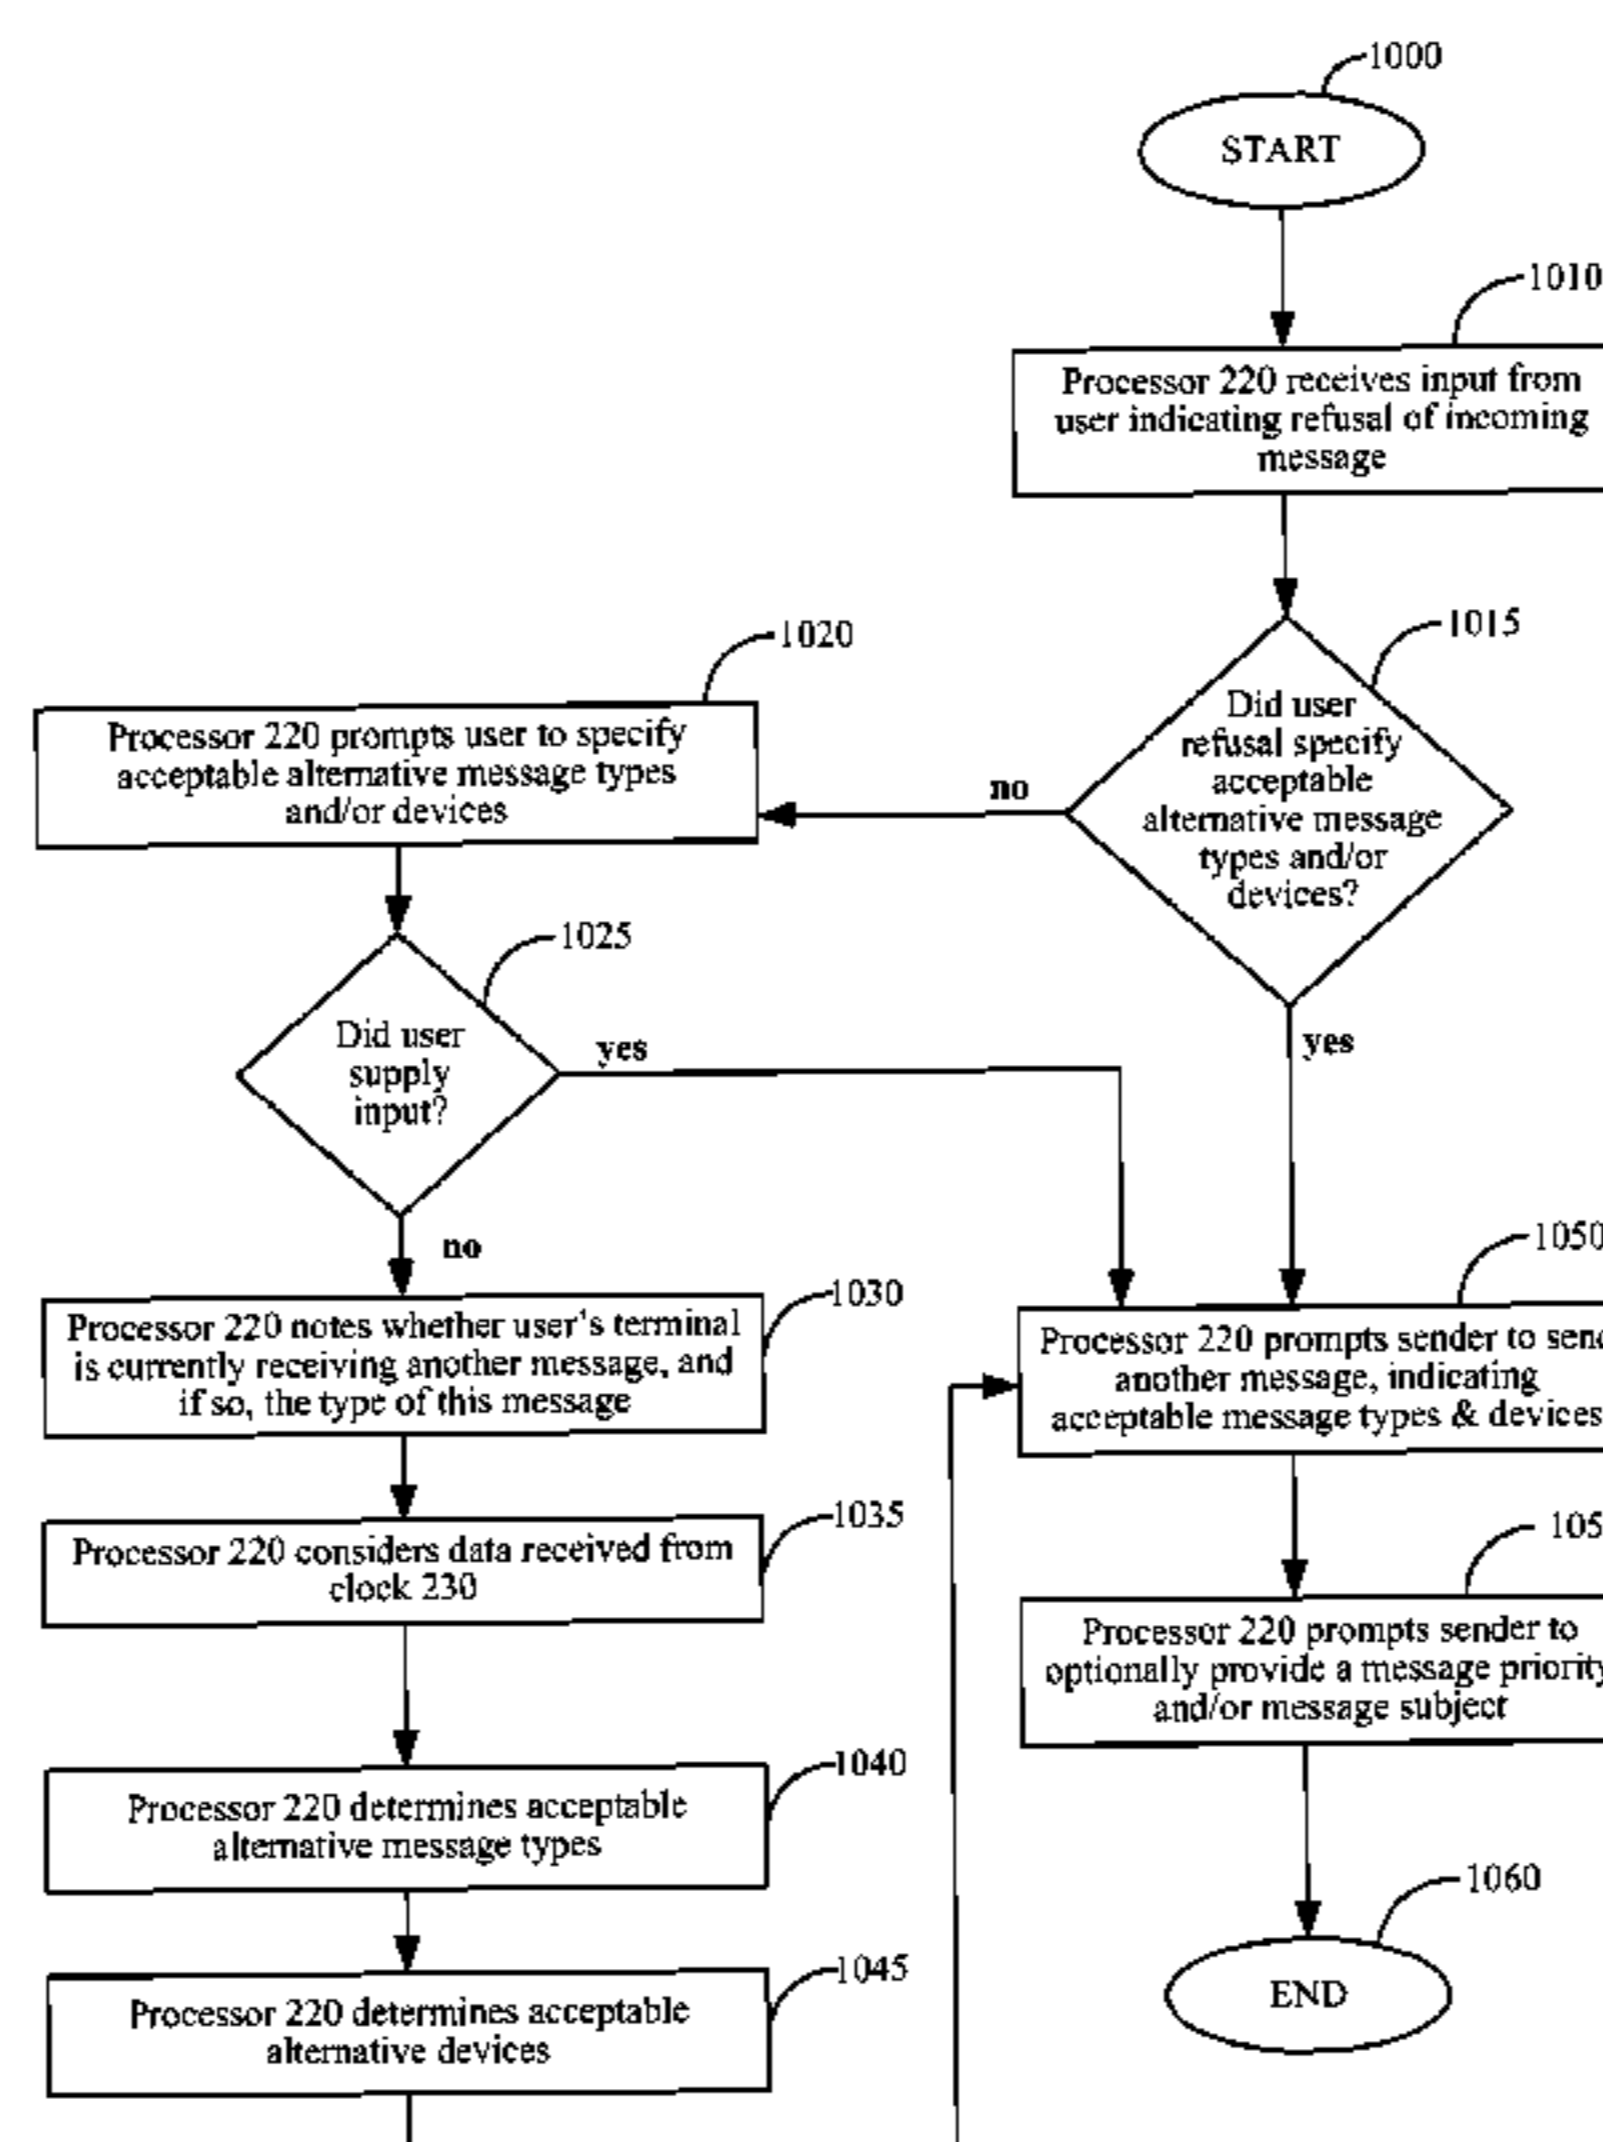 1000
START
1010
Processor 220 receives input from
user indicating refusal of incoming
message
1015
Did user
refusal specify
acceptable
alternative message
types and/or
devices?
no
yes
1020
Processor 220 prompts user to specify
acceptable alternative message types
and/or devices
1025
Did user
supply
input?
yes
no
1030
Processor 220 notes whether user's terminal
is currently receiving another message, and
if so, the type of this message
1035
Processor 220 considers data received from
clock 230
1040
Processor 220 determines acceptable
alternative message types
1045
Processor 220 determines acceptable
alternative devices
1050
Processor 220 prompts sender to
another message, indicating
acceptable message types & devices
Processor 220 prompts sender to
optionally provide a message priority
and/or message subject
1060
END